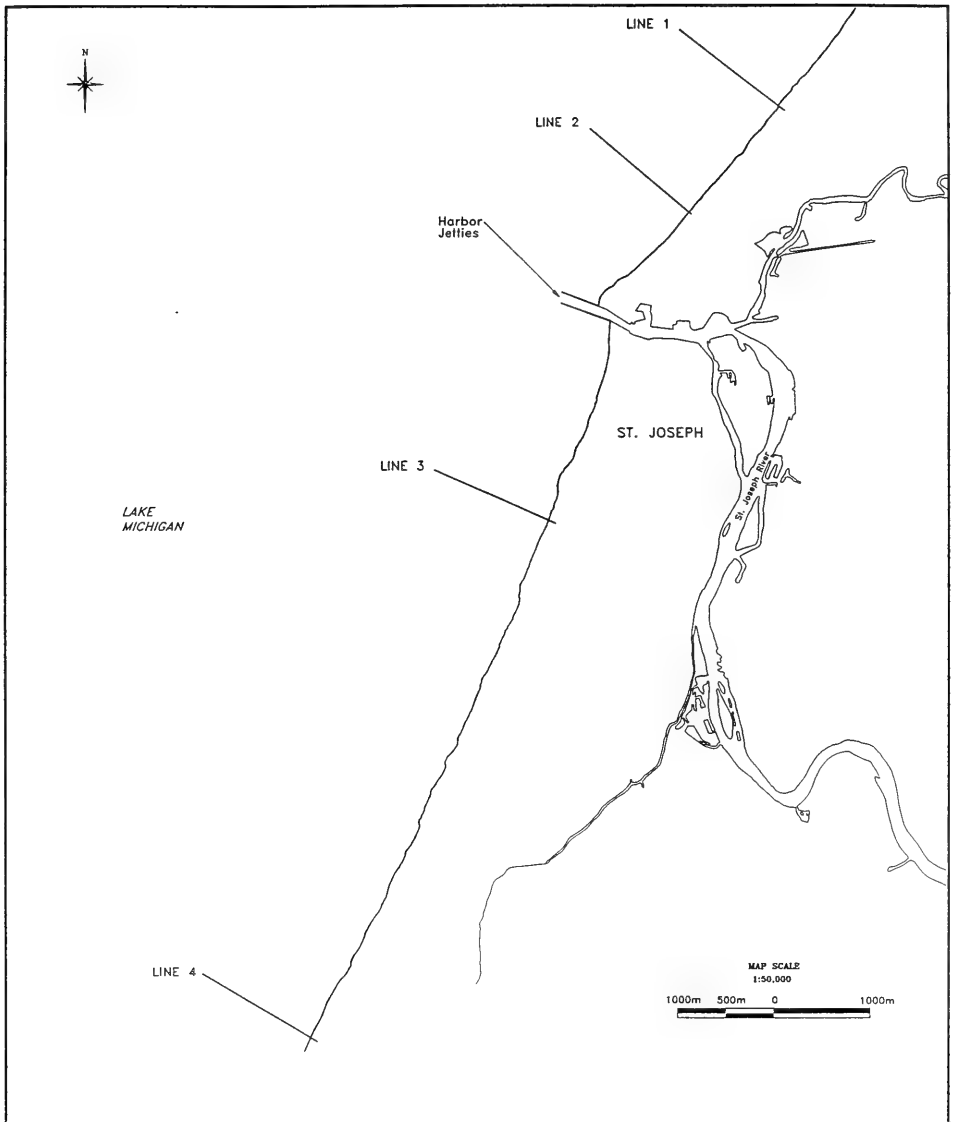 LINE 1
N
LINE 2
Harbor
Jetties
ST. JOSEPH
LINE 3
St. Joseph River
LAKE
MICHIGAN
LINE 4
MAP SCALE
1:50,000
1000m 500m 0 1000m